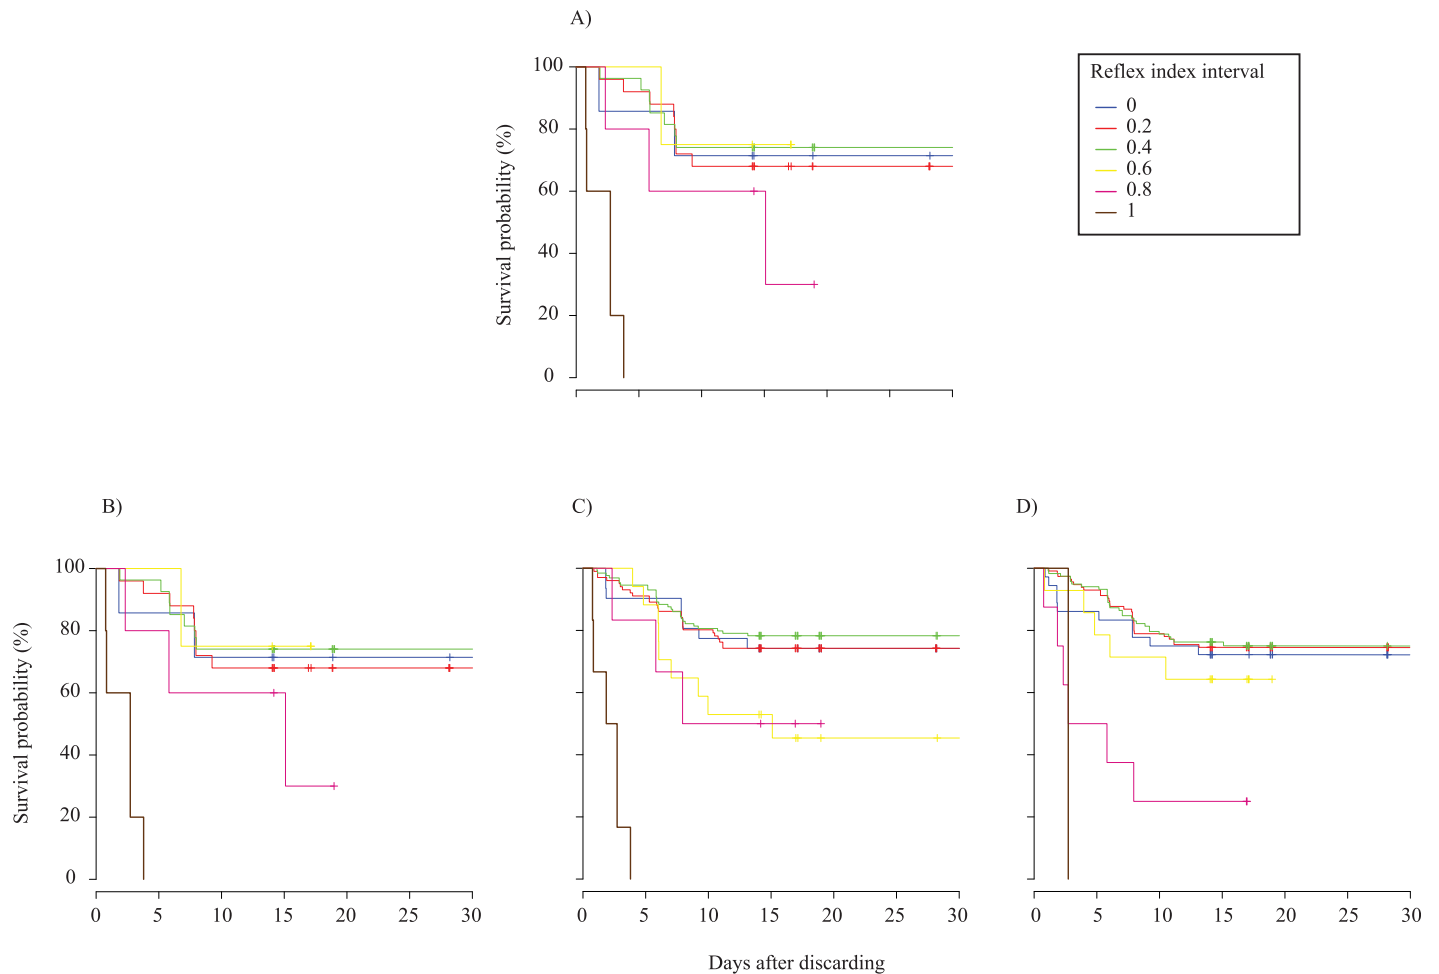 A)
Reflex index interval
0
0.2
0.4
0.6
0.8
1
Survival probability (%)
100
80
60
40
20
0
B)
C)
D)
Survival probability (%)
100
80
60
40
20
0
0 5 10 15 20 25 30
0 5 10 15 20 25 30
0 5 10 15 20 25 30
Days after discarding